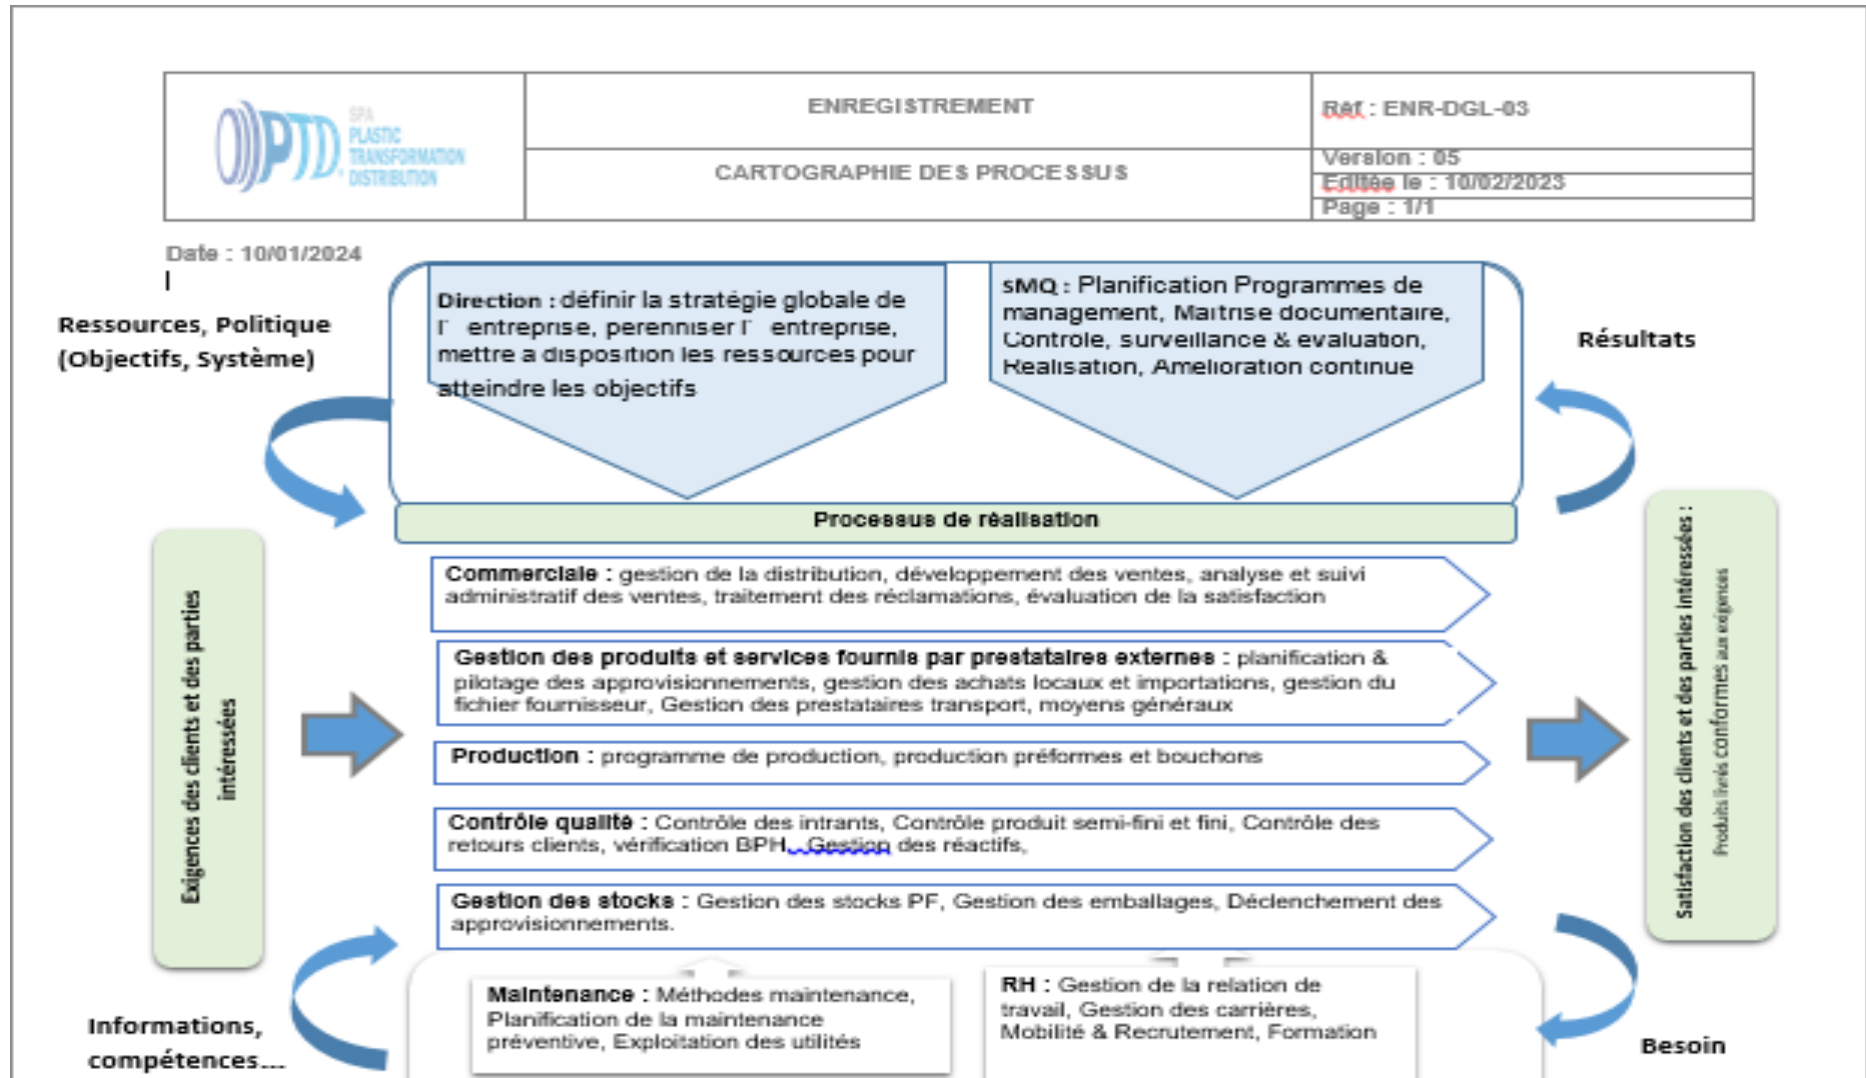 SPA
PTD
PLASTIC
TRANSFORMATION
DISTRIBUTION
ENREGISTREMENT
CARTOGRAPHIE DES PROCESSUS
Réf : ENR-DGL-03
Version : 05
Editée le : 10/02/2023
Page : 1/1
Date : 10/01/2024
Ressources, Politique
(Objectifs, Système)
Direction : définir la stratégie globale de
l' entreprise, perenniser l' entreprise,
mettre a disposition les ressources pour
atteindre les objectifs
SMQ : Planification Programmes de
management, Maitrise documentaire,
Controle, surveillance & evaluation,
Realisation, Amelioration continue
Résultats
Processus de réalisation
Exigences des clients et des parties
intéressées
Commerciale : gestion de la distribution, développement des ventes, analyse et suivi
administratif des ventes, traitement des réclamations, évaluation de la satisfaction
Gestion des produits et services fournis par prestataires externes : planification &
pilotage des approvisionnements, gestion des achats locaux et importations, gestion du
fichier fournisseur, Gestion des prestataires transport, moyens généraux
Production : programme de production, production préformes et bouchons
Contrôle qualité : Contrôle des intrants, Contrôle produit semi-fini et fini, Contrôle des
retours clients, vérification BPH, Gestion des réactifs,
Gestion des stocks : Gestion des stocks PF, Gestion des emballages, Déclenchement des
approvisionnements.
Satisfaction des clients et des parties intéressées :
Produits livrés conformes aux exigences
Informations,
compétences...
Maintenance : Méthodes maintenance,
Planification de la maintenance
préventive, Exploitation des utilités
RH : Gestion de la relation de
travail, Gestion des carrières,
Mobilité & Recrutement, Formation
Besoin